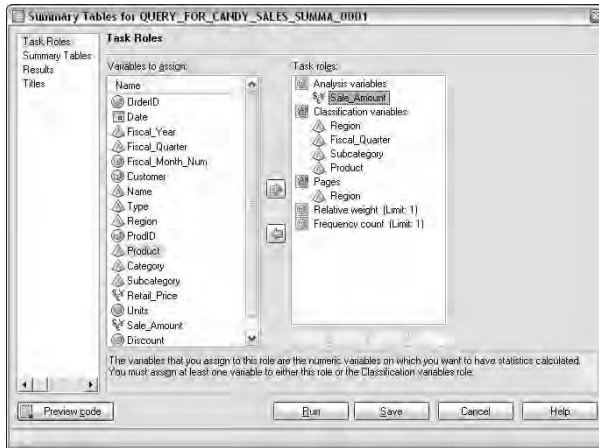 Summary Tables for QUERY_FOR_CANDY_SALES_SUMMA_0001
Task Roles
Summary Tables
Results
Titles
Task Roles
Variables to assign:
Name
OrderID
Date
Fiscal_Year
Fiscal_Quarter
Fiscal_Month_Num
Customer
Name
Type
Region
ProdID
Product
Category
Subcategory
Retail_Price
Units
Sale_Amount
Discount
Task roles:
Analysis variables
Sale_Amount
Classification variables
Region
Fiscal_Quarter
Subcategory
Product
Pages
Region
Relative weight (Limit: 1)
Frequency count (Limit: 1)
The variables that you assign to this role are the numeric variables on which you want to have statistics calculated.
You must assign at least one variable to either this role or the Classification variables role.
Preview code
Run
Save
Cancel
Help